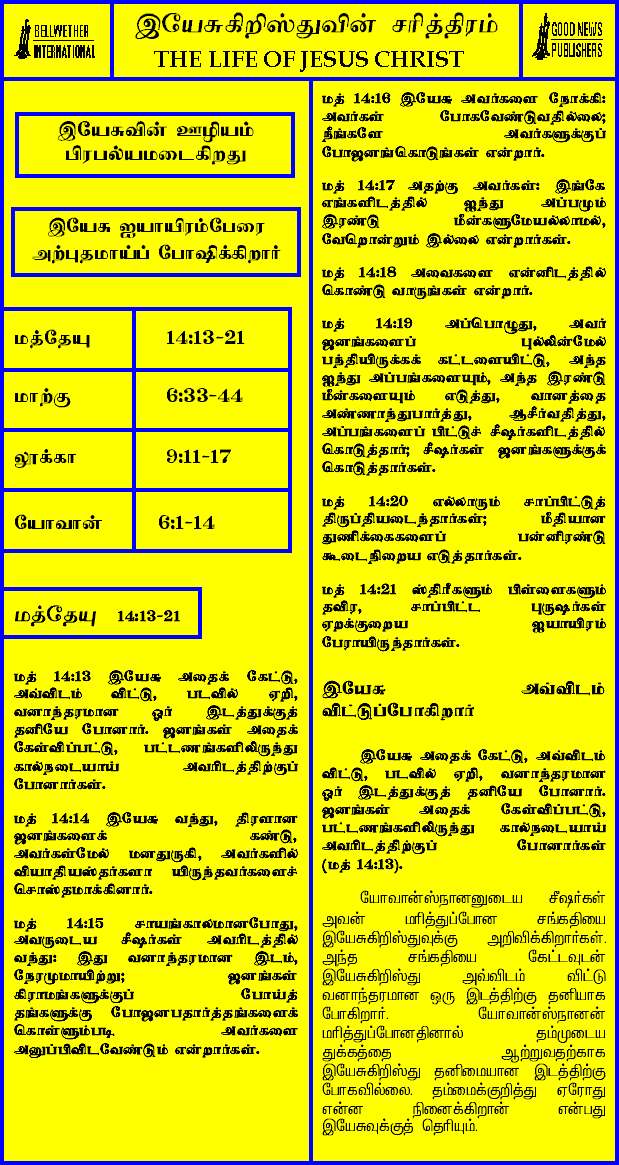 BELLWETHER
INTERNATIONAL
இயேசுகிறிஸ்துவின் சரித்திரம்
THE LIFE OF JESUS CHRIST
GOOD NEWS
PUBLISHERS
இயேசுவின் ஊழியம்
பிரபல்யமடைகிறது
இயேசு ஐயாயிரம்பேரை
அற்புதமாய்ப் போஷிக்கிறார்
மத்தேயு 14:13-21
மாற்கு 6:33-44
லூக்கா 9:11-17
யோவான் 6:1-14
மத்தேயு 14:13-21
மத் 14:13 இயேசு அதைக் கேட்டு,
அவ்விடம் விட்டு, படவில் ஏறி,
வனாந்தரமான ஓர் இடத்துக்குத்
தனியே போனார். ஜனங்கள் அதைக்
கேள்விப்பட்டு, பட்டணங்களிலிருந்து
கால்நடையாய் அவரிடத்திற்குப்
போனார்கள்.
மத் 14:14 இயேசு வந்து, திரளான
ஜனங்களைக் கண்டு,
அவர்கள்மேல் மனதுருகி, அவர்களில்
வியாதியஸ்தர்களா யிருந்தவர்களைச்
சொஸ்தமாக்கினார்.
மத் 14:15 சாயங்காலமானபோது,
அவருடைய சீஷர்கள் அவரிடத்தில்
வந்து: இது வனாந்தரமான இடம்,
நேரமுமாயிற்று; ஜனங்கள்
கிராமங்களுக்குப் போய்த்
தங்களுக்கு போஜனபதார்த்தங்களைக்
கொள்ளும்படி அவர்களை
அனுப்பிவிடவேண்டும் என்றார்கள்.
மத் 14:16 இயேசு அவர்களை நோக்கி:
அவர்கள் போகவேண்டுவதில்லை;
நீங்களே அவர்களுக்குப்
போஜனங்கொடுங்கள் என்றார்.
மத் 14:17 அதற்கு அவர்கள்: இங்கே
எங்களிடத்தில் ஐந்து அப்பமும்
இரண்டு மீன்களுமேயல்லாமல்,
வேறொன்றும் இல்லை என்றார்கள்.
மத் 14:18 அவைகளை என்னிடத்தில்
கொண்டு வாருங்கள் என்றார்.
மத் 14:19 அப்பொழுது, அவர்
ஜனங்களைப் புல்லின்மேல்
பந்தியிருக்கக் கட்டளையிட்டு, அந்த
ஐந்து அப்பங்களையும், அந்த இரண்டு
மீன்களையும் எடுத்து, வானத்தை
அண்ணாந்துபார்த்து, ஆசீர்வதித்து,
அப்பங்களைப் பிட்டுச் சீஷர்களிடத்தில்
கொடுத்தார்; சீஷர்கள் ஜனங்களுக்குக்
கொடுத்தார்கள்.
மத் 14:20 எல்லாரும் சாப்பிட்டுத்
திருப்தியடைந்தார்கள்; மீதியான
துணிக்கைகளைப் பன்னிரண்டு
கூடைநிறைய எடுத்தார்கள்.
மத் 14:21 ஸ்திரீகளும் பிள்ளைகளும்
தவிர, சாப்பிட்ட புருஷர்கள்
ஏறக்குறைய ஐயாயிரம்
பேராயிருந்தார்கள்.
இயேசு அவ்விடம்
விட்டுப்போகிறார்
இயேசு அதைக் கேட்டு, அவ்விடம்
விட்டு, படவில் ஏறி, வனாந்தரமான
ஓர் இடத்துக்குத் தனியே போனார்.
ஜனங்கள் அதைக் கேள்விப்பட்டு,
பட்டணங்களிலிருந்து கால்நடையாய்
அவரிடத்திற்குப் போனார்கள்
(மத் 14:13).
யோவான்ஸ்நானனுடைய சீஷர்கள்
அவன் மரித்துப்போன சங்கதியை
இயேசுகிறிஸ்துவுக்கு அறிவிக்கிறார்கள்.
அந்த சங்கதியை கேட்டவுடன்
இயேசுகிறிஸ்து அவ்விடம் விட்டு
வனாந்தரமான ஒரு இடத்திற்கு தனியாக
போகிறார். யோவான்ஸ்நானன்
மரித்துப்போனதினால் தம்முடைய
துக்கத்தை ஆற்றுவதற்காக
இயேசுகிறிஸ்து தனிமையான இடத்திற்கு
போகவில்லை. தம்மைக்குறித்து ஏரோது
என்ன நினைக்கிறான் என்பது
இயேசுவுக்குத் தெரியும்.